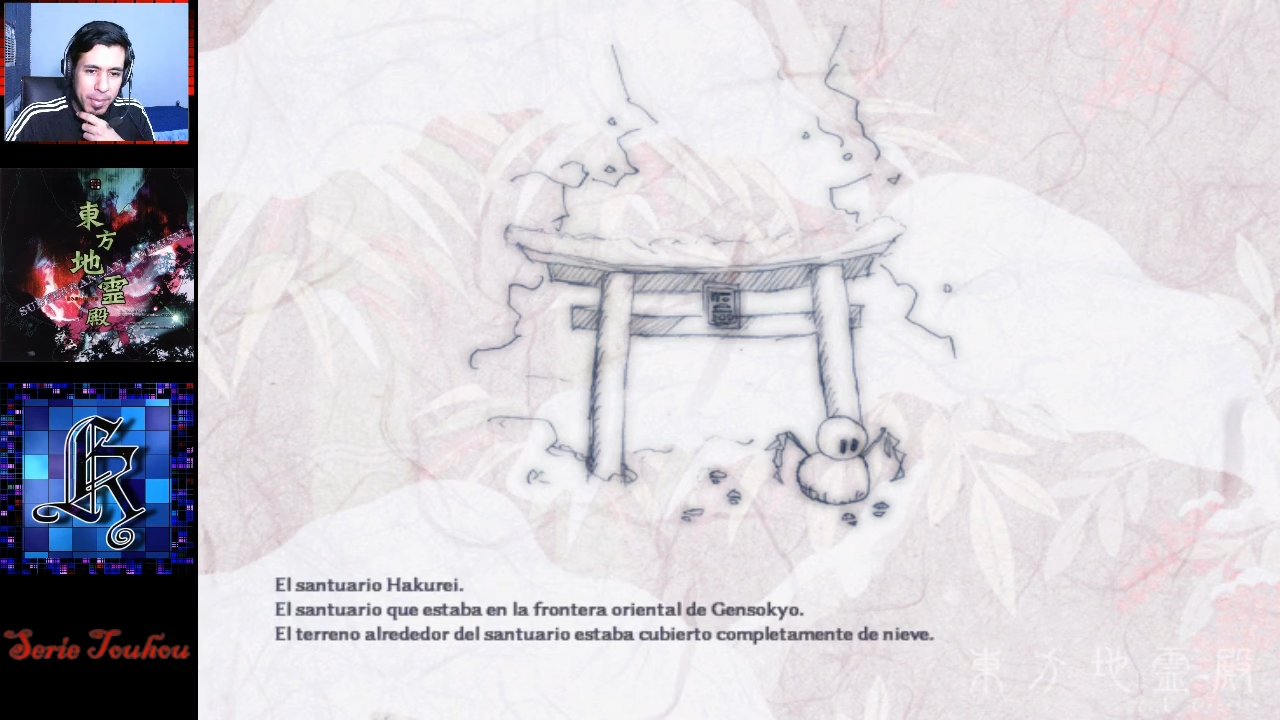 東方地霊殿
SUBTERRANEAN
Serie Touhou
El santuario Hakurei.
El santuario que estaba en la frontera oriental de Gensokyo.
El terreno alrededor del santuario estaba cubierto completamente de nieve.
東方地霊殿